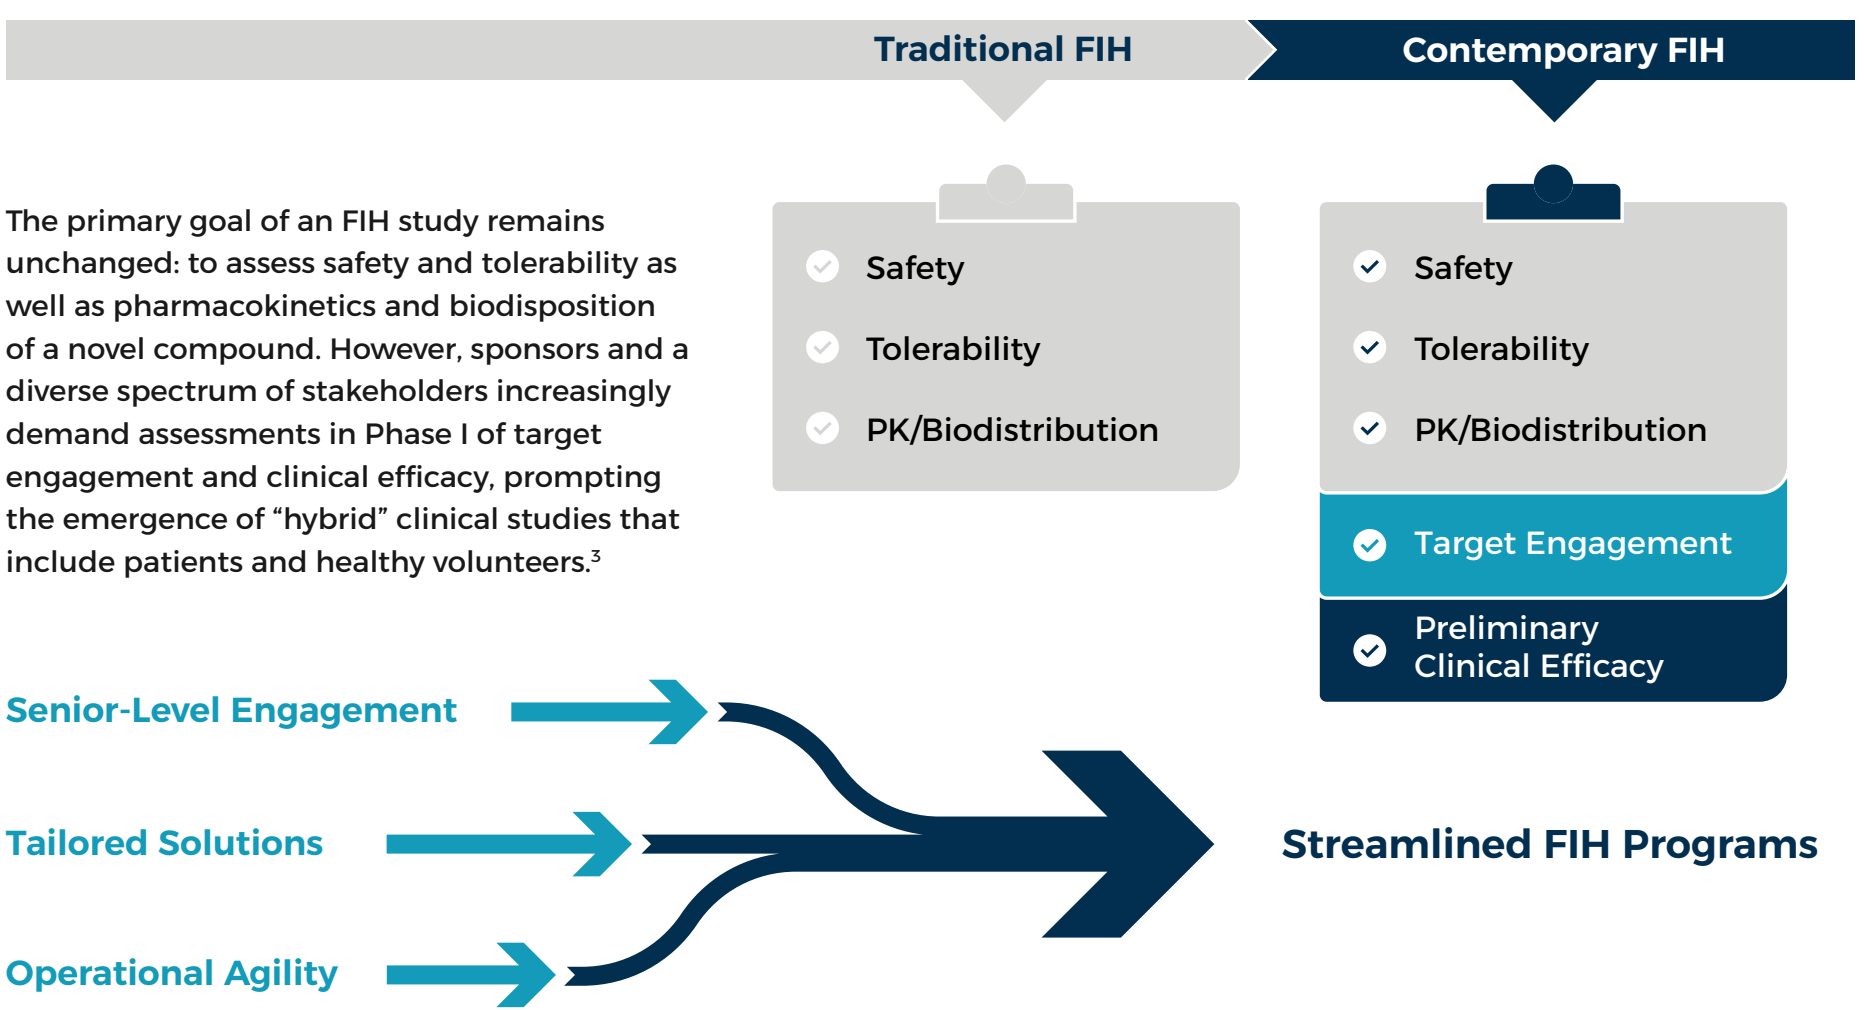 Traditional FIH
Contemporary FIH
The primary goal of an FIH study remains
unchanged: to assess safety and tolerability as
well as pharmacokinetics and biodisposition
of a novel compound. However, sponsors and a
diverse spectrum of stakeholders increasingly
demand assessments in Phase I of target
engagement and clinical efficacy, prompting
the emergence of “hybrid” clinical studies that
include patients and healthy volunteers.³
Safety
Tolerability
PK/Biodistribution
Safety
Tolerability
PK/Biodistribution
Target Engagement
Preliminary
Clinical Efficacy
Senior-Level Engagement
Tailored Solutions
Operational Agility
Streamlined FIH Programs